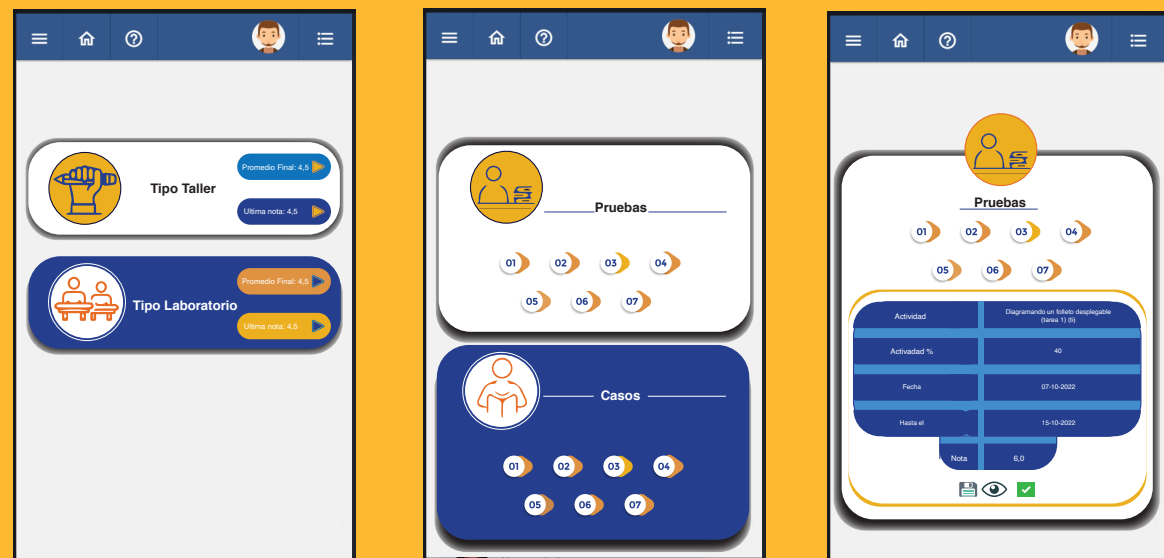 Tipo Taller
Promedio Final: 4,5
Ultima nota: 4,5
Tipo Laboratorio
Promedio Final: 4,5
Ultima nota: 4,5
Pruebas
01 02 03 04
05 06 07
Casos
01 02 03 04
05 06 07
Pruebas
01 02 03 04
05 06 07
Actividad
Diagramando un folleto desplegable
(tarea 1) (ti)
Activadad % 40
Fecha 07-10-2022
Hasta el 15-10-2022
Nota 6,0